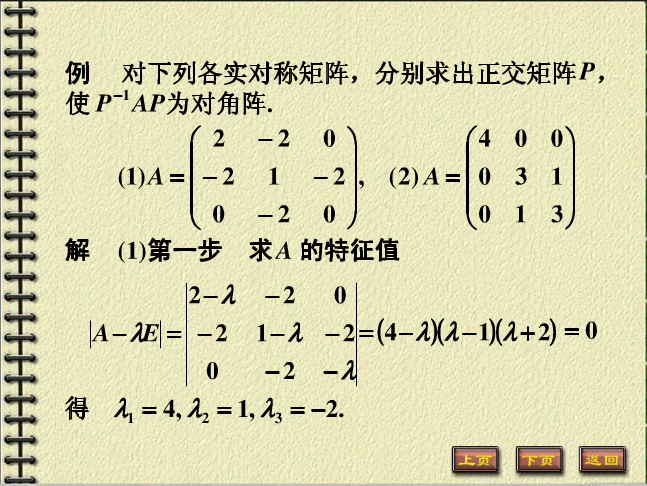 例 对下列各实对称矩阵，分别求出正交矩阵P，
使 P⁻¹AP为对角阵.
(1) A = ( 2 −2 0 ; −2 1 −2 ; 0 −2 0 ), (2) A = ( 4 0 0 ; 0 3 1 ; 0 1 3 )
解 (1)第一步 求A 的特征值
|A−λE| = | 2−λ −2 0 ; −2 1−λ −2 ; 0 −2 −λ | = (4−λ)(λ−1)(λ+2) = 0
得 λ₁ = 4, λ₂ = 1, λ₃ = −2.
上页 下页 返回